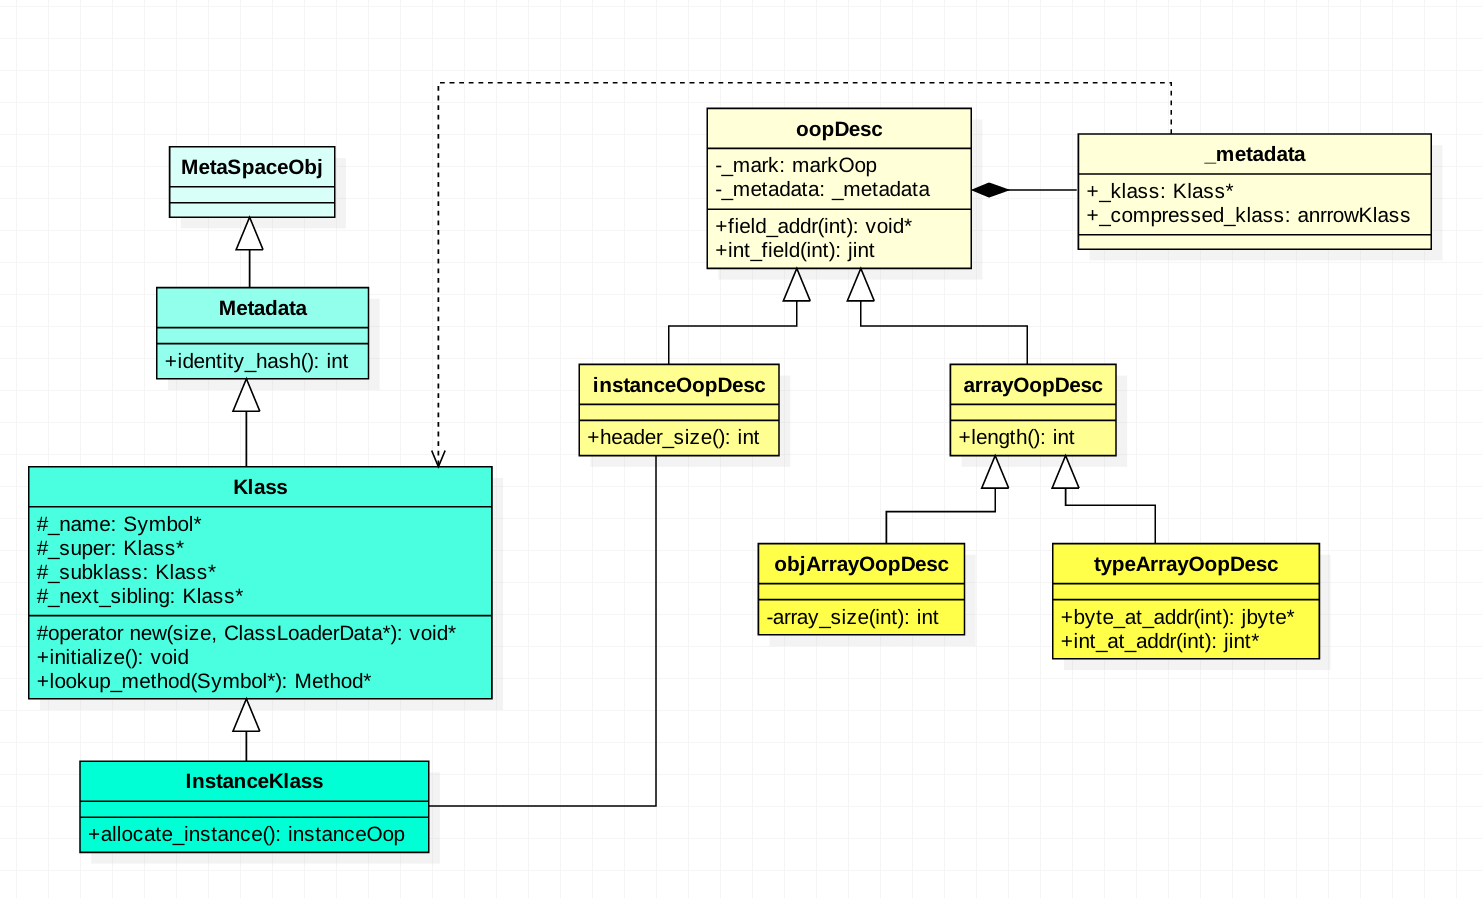 MetaSpaceObj
Metadata
+identity_hash(): int
Klass
#_name: Symbol*
#_super: Klass*
#_subklass: Klass*
#_next_sibling: Klass*
#operator new(size, ClassLoaderData*): void*
+initialize(): void
+lookup_method(Symbol*): Method*
InstanceKlass
+allocate_instance(): instanceOop
oopDesc
-_mark: markOop
-_metadata: _metadata
+field_addr(int): void*
+int_field(int): jint
_metadata
+_klass: Klass*
+_compressed_klass: anrrowKlass
instanceOopDesc
+header_size(): int
arrayOopDesc
+length(): int
objArrayOopDesc
-array_size(int): int
typeArrayOopDesc
+byte_at_addr(int): jbyte*
+int_at_addr(int): jint*